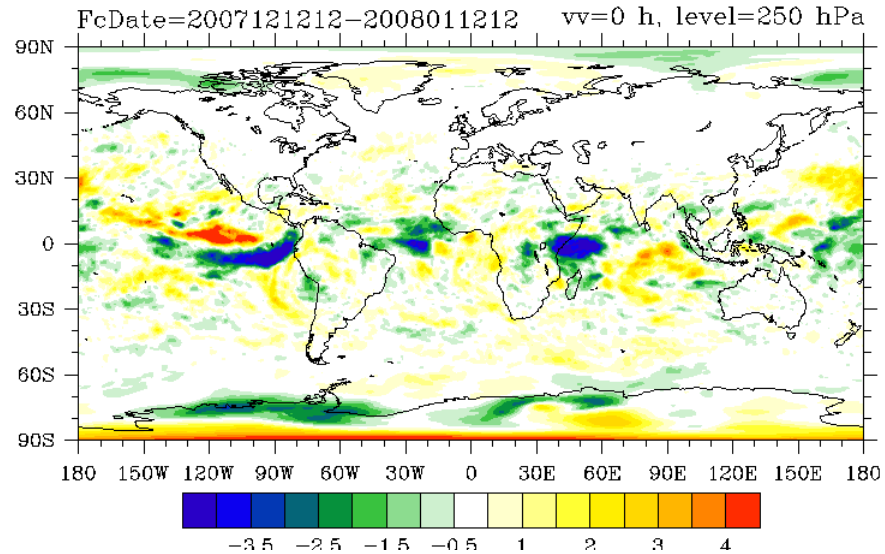 FcDate=2007121212-2008011212 vv=0 h, level=250 hPa
90N
60N
30N
0
30S
60S
90S
180 150W 120W 90W 60W 30W 0 30E 60E 90E 120E 150E 180
-3.5 -2.5 -1.5 -0.5 1 2 3 4